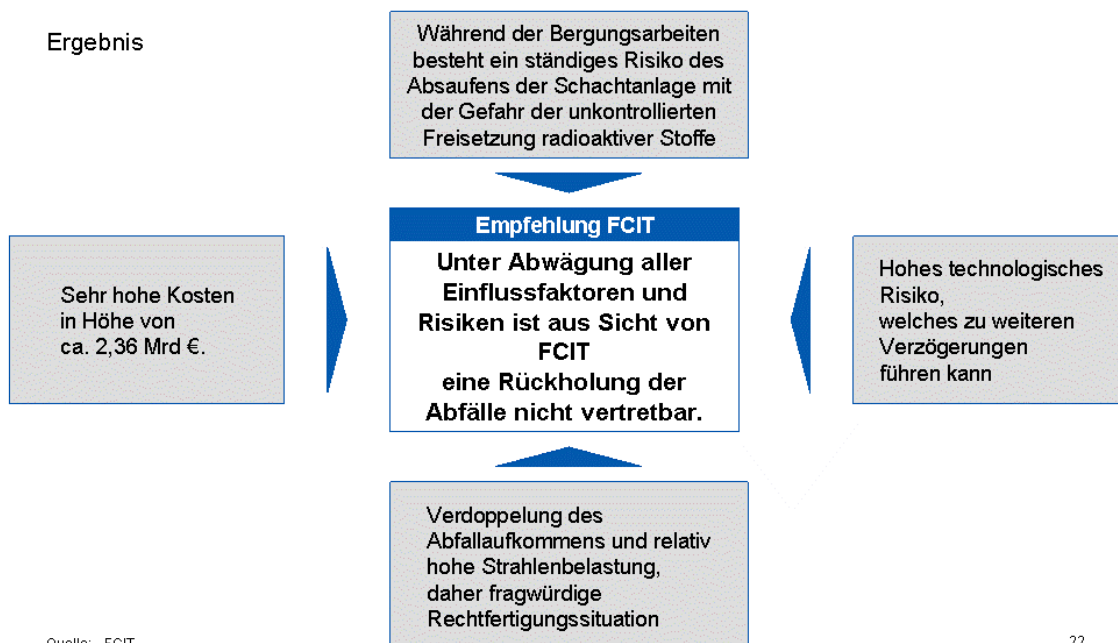 Ergebnis
Während der Bergungsarbeiten
besteht ein ständiges Risiko des
Absaufens der Schachtanlage mit
der Gefahr der unkontrollierten
Freisetzung radioaktiver Stoffe
Sehr hohe Kosten
in Höhe von
ca. 2,36 Mrd €.
Empfehlung FCIT
Unter Abwägung aller
Einflussfaktoren und
Risiken ist aus Sicht von
FCIT
eine Rückholung der
Abfälle nicht vertretbar.
Hohes technologisches
Risiko,
welches zu weiteren
Verzögerungen
führen kann
Verdoppelung des
Abfallaufkommens und relativ
hohe Strahlenbelastung,
daher fragwürdige
Rechtfertigungssituation
Quelle: FCIT
22